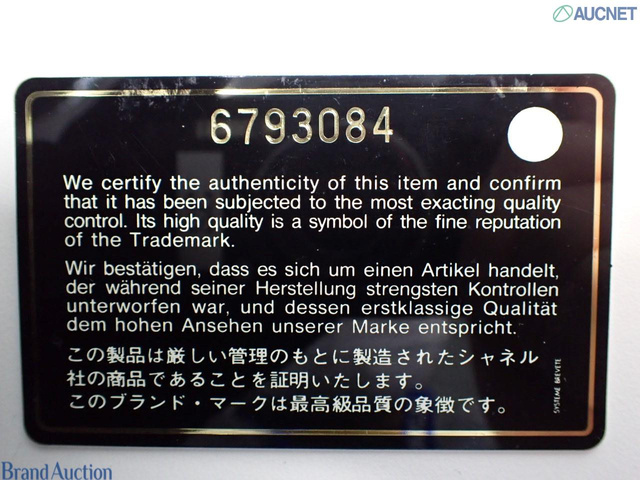 AUCNET
6793084
We certify the authenticity of this item and confirm
that it has been subjected to the most exacting quality
control. Its high quality is a symbol of the fine reputation
of the Trademark.
Wir bestätigen, dass es sich um einen Artikel handelt,
der während seiner Herstellung strengsten Kontrollen
unterworfen war, und dessen erstklassige Qualität
dem hohen Ansehen unserer Marke entspricht.
この製品は厳しい管理のもとに製造されたシャネル
社の商品であることを証明いたします。
このブランド・マークは最高級品質の象徴です。
SYSTEME BREVETE
Brand Auction